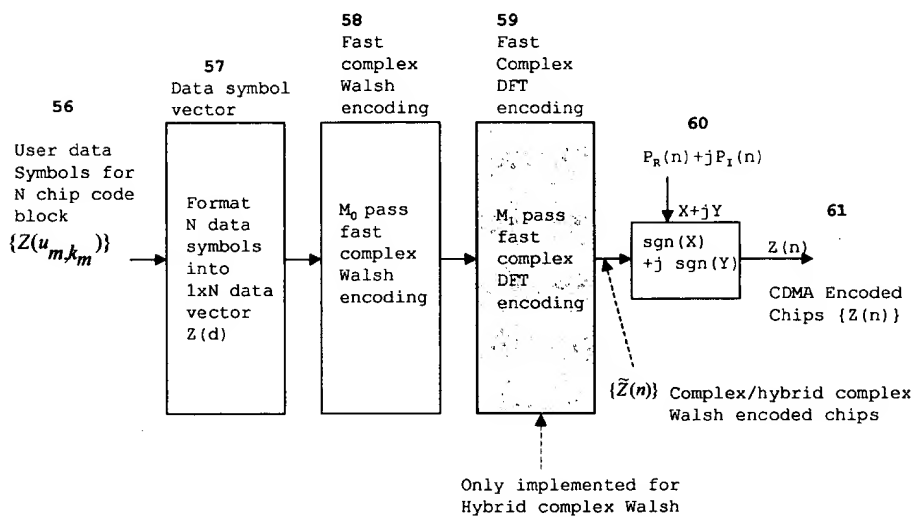 56
User data
Symbols for
N chip code
block
{Z(u_{m,k_m})}
57
Data symbol
vector
Format
N data
symbols
into
1xN data
vector
Z(d)
58
Fast
complex
Walsh
encoding
M₀ pass
fast
complex
Walsh
encoding
59
Fast
Complex
DFT
encoding
M₁ pass
fast
complex
DFT
encoding
60
P_R(n)+jP_I(n)
X+jY
sgn(X)
+j sgn(Y)
Z(n)
61
CDMA Encoded
Chips {Z(n)}
{Z̃(n)} Complex/hybrid complex
Walsh encoded chips
Only implemented for
Hybrid complex Walsh